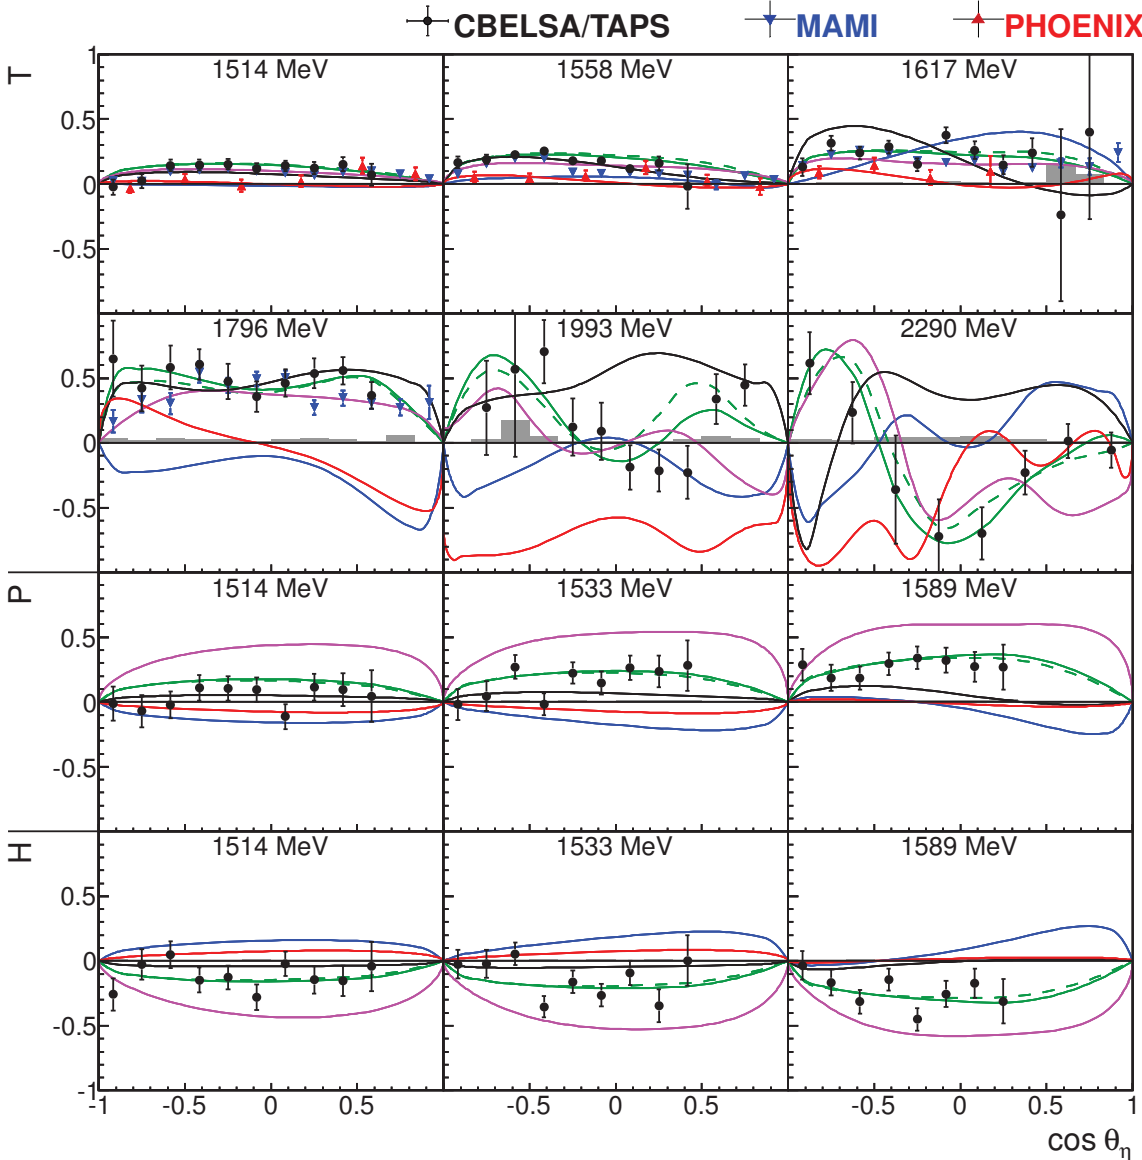 CBELSA/TAPS MAMI PHOENIX
T
1 1514 MeV 1558 MeV 1617 MeV
0.5
0
-0.5
1796 MeV 1993 MeV 2290 MeV
0.5
0
-0.5
P
1514 MeV 1533 MeV 1589 MeV
0.5
0
-0.5
H
1514 MeV 1533 MeV 1589 MeV
0.5
0
-0.5
-1
-1 -0.5 0 0.5 -0.5 0 0.5 -0.5 0 0.5 1
cos θη